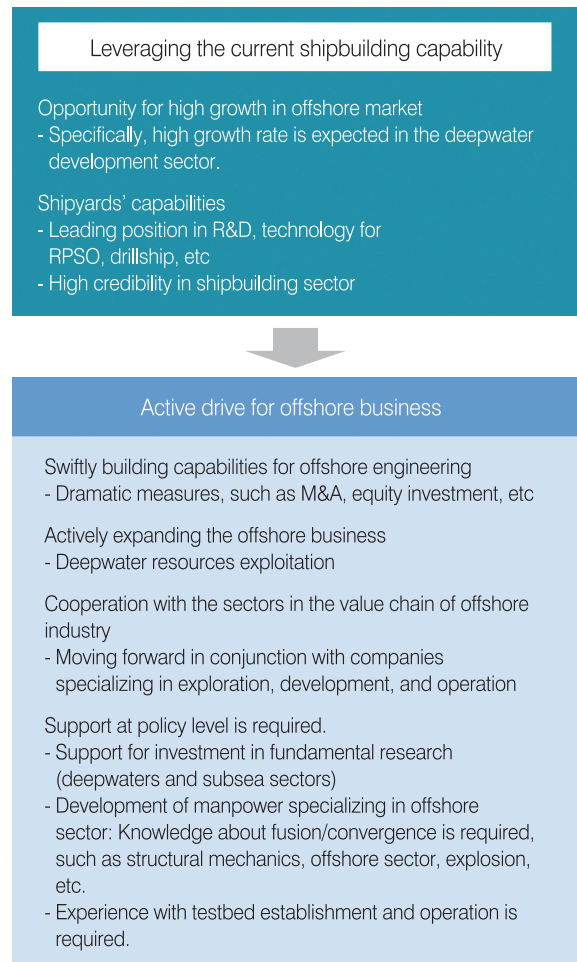 Leveraging the current shipbuilding capability
Opportunity for high growth in offshore market
- Specifically, high growth rate is expected in the deepwater
development sector.
Shipyards’ capabilities
- Leading position in R&D, technology for
RPSO, drillship, etc
- High credibility in shipbuilding sector
Active drive for offshore business
Swiftly building capabilities for offshore engineering
- Dramatic measures, such as M&A, equity investment, etc
Actively expanding the offshore business
- Deepwater resources exploitation
Cooperation with the sectors in the value chain of offshore
industry
- Moving forward in conjunction with companies
specializing in exploration, development, and operation
Support at policy level is required.
- Support for investment in fundamental research
(deepwaters and subsea sectors)
- Development of manpower specializing in offshore
sector: Knowledge about fusion/convergence is required,
such as structural mechanics, offshore sector, explosion,
etc.
- Experience with testbed establishment and operation is
required.